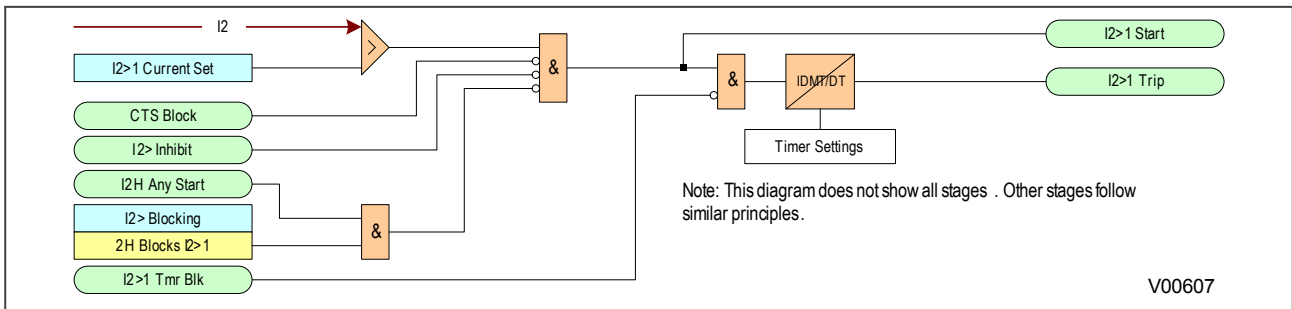 I2
I2>1 Current Set
>
CTS Block
I2> Inhibit
I2H Any Start
I2> Blocking
2H Blocks I2>1
I2>1 Tmr Blk
&
&
&
IDMT/DT
Timer Settings
I2>1 Start
I2>1 Trip
Note: This diagram does not show all stages . Other stages follow
similar principles.
V00607